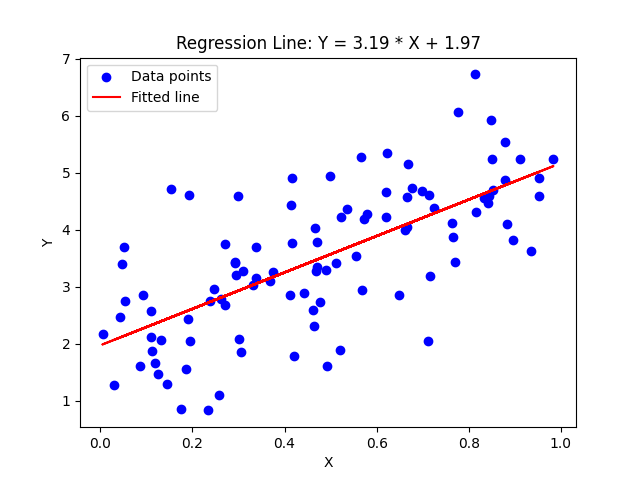 Regression Line: Y = 3.19 * X + 1.97
Data points
Fitted line
7
6
5
4
3
2
1
Y
0.0 0.2 0.4 0.6 0.8 1.0
X